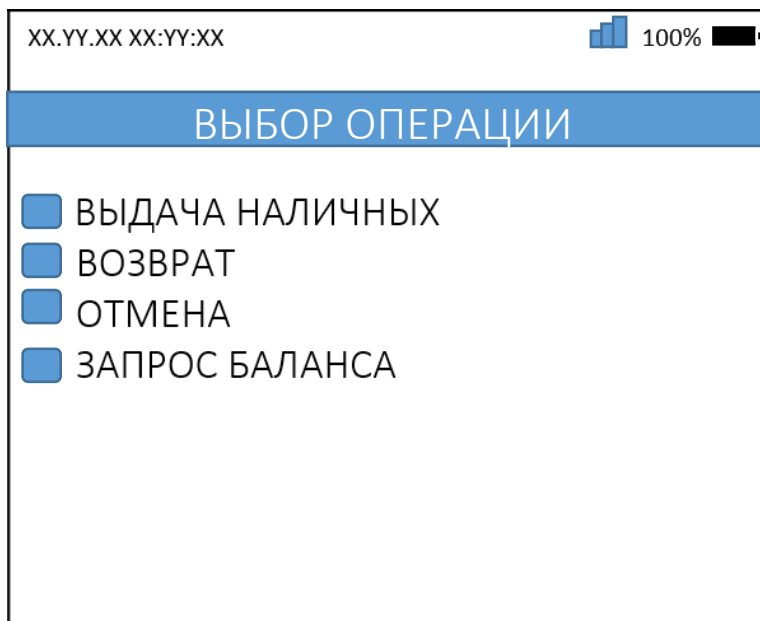 XX.YY.XX XX:YY:XX 100%
ВЫБОР ОПЕРАЦИИ
ВЫДАЧА НАЛИЧНЫХ
ВОЗВРАТ
ОТМЕНА
ЗАПРОС БАЛАНСА